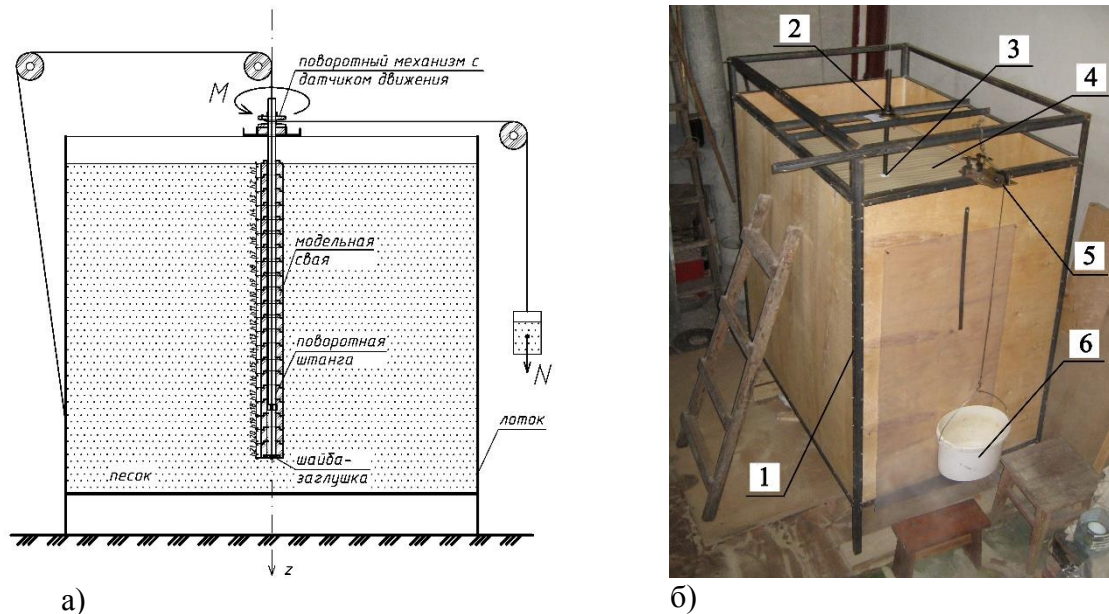 поворотный механизм с
датчиком движения
M
модельная
свая
поворотная
штанга
N
лоток
шайба-
заглушка
песок
z
а)
2
3
4
5
6
1
б)